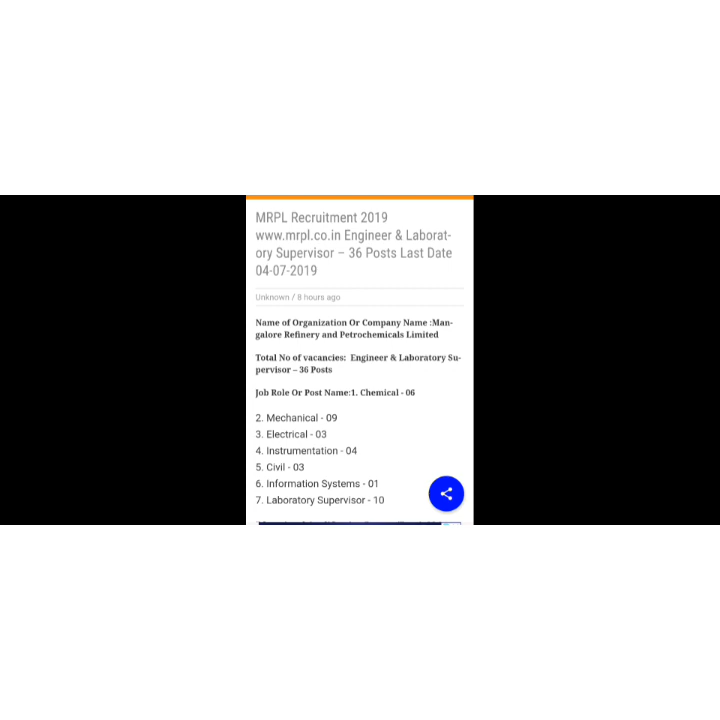 MRPL Recruitment 2019
www.mrpl.co.in Engineer & Laborat-
ory Supervisor – 36 Posts Last Date
04-07-2019
Unknown / 8 hours ago
Name of Organization Or Company Name :Man-
galore Refinery and Petrochemicals Limited
Total No of vacancies: Engineer & Laboratory Su-
pervisor – 36 Posts
Job Role Or Post Name:1. Chemical - 06
2. Mechanical - 09
3. Electrical - 03
4. Instrumentation - 04
5. Civil - 03
6. Information Systems - 01
7. Laboratory Supervisor - 10